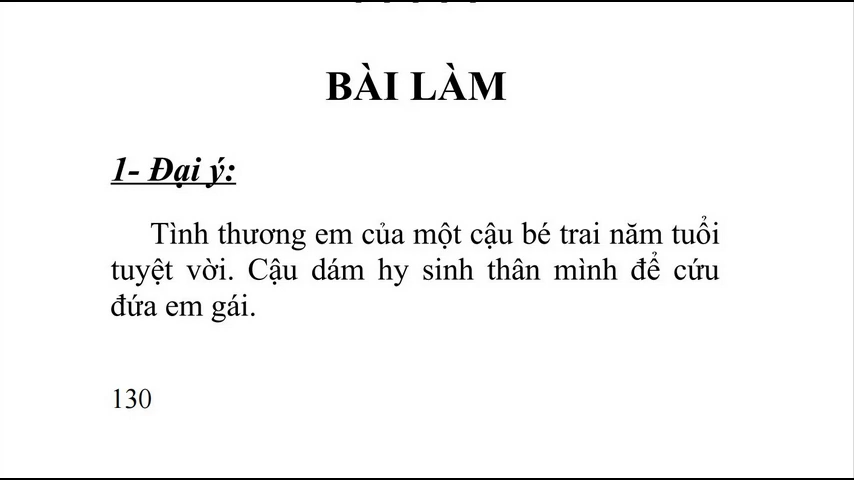 BÀI LÀM
1- Đại ý:
Tình thương em của một cậu bé trai năm tuổi
tuyệt vời. Cậu dám hy sinh thân mình để cứu
đứa em gái.
130